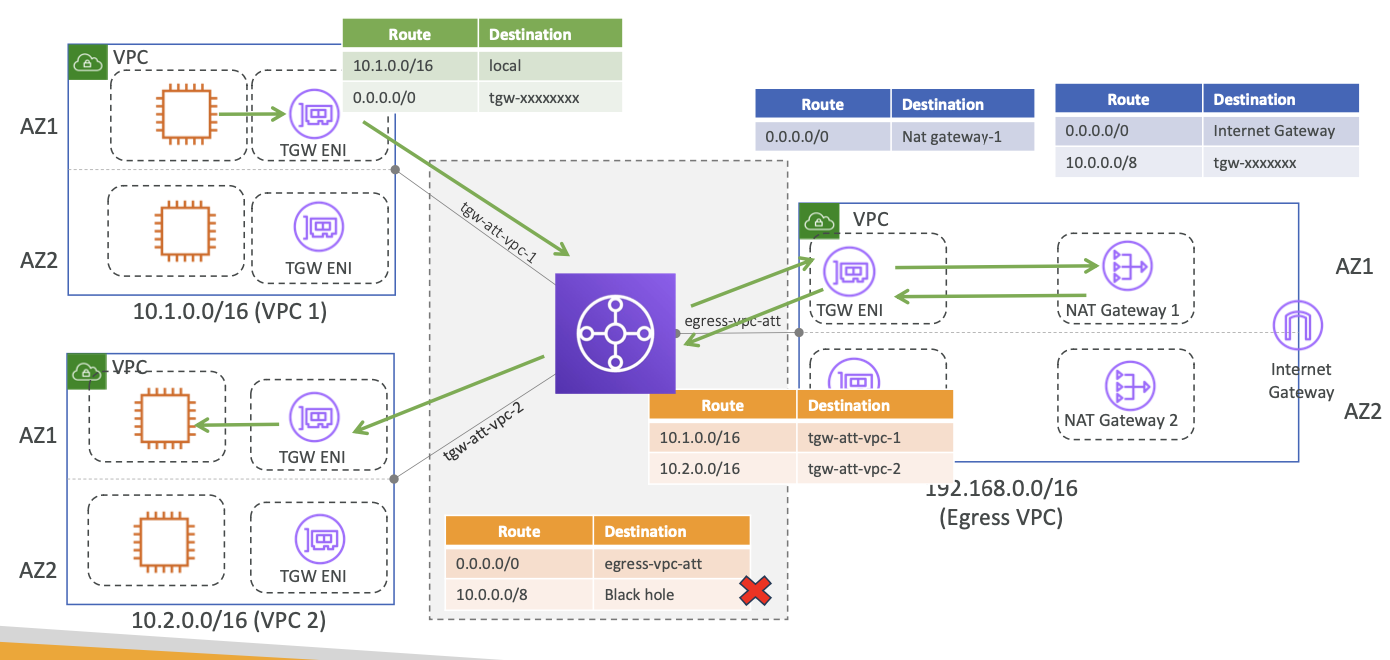 Route Destination
10.1.0.0/16 local
0.0.0.0/0 tgw-xxxxxxxx
Route Destination
0.0.0.0/0 Nat gateway-1
Route Destination
0.0.0.0/0 Internet Gateway
10.0.0.0/8 tgw-xxxxxxx
VPC
AZ1
TGW ENI
AZ2
TGW ENI
10.1.0.0/16 (VPC 1)
tgw-att-vpc-1
VPC
AZ1
TGW ENI
AZ2
TGW ENI
10.2.0.0/16 (VPC 2)
tgw-att-vpc-2
egress-vpc-att
VPC
TGW ENI
NAT Gateway 1
AZ1
NAT Gateway 2
Internet
Gateway
AZ2
192.168.0.0/16
(Egress VPC)
Route Destination
10.1.0.0/16 tgw-att-vpc-1
10.2.0.0/16 tgw-att-vpc-2
Route Destination
0.0.0.0/0 egress-vpc-att
10.0.0.0/8 Black hole